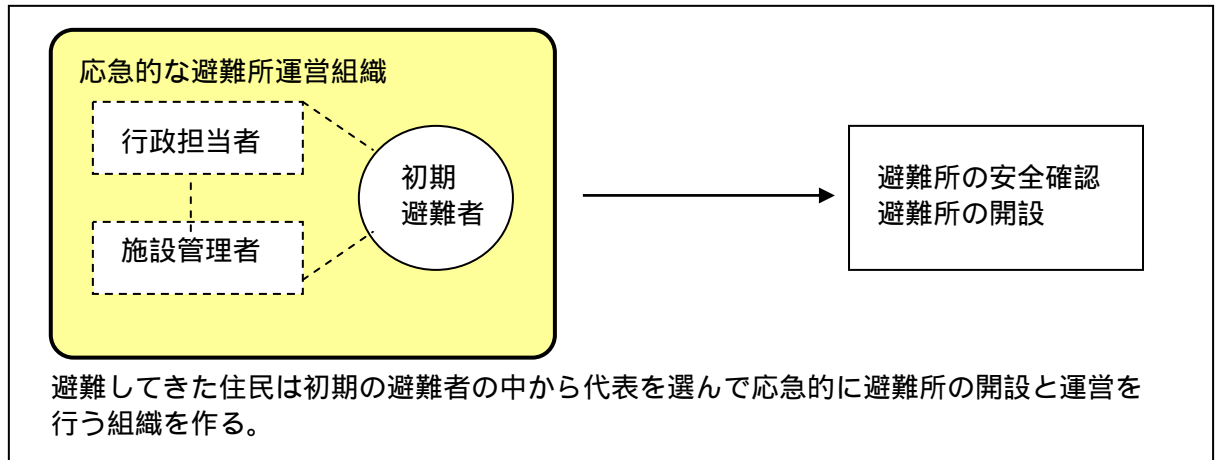 応急的な避難所運営組織
行政担当者
施設管理者
初期
避難者
避難所の安全確認
避難所の開設
避難してきた住民は初期の避難者の中から代表を選んで応急的に避難所の開設と運営を
行う組織を作る。